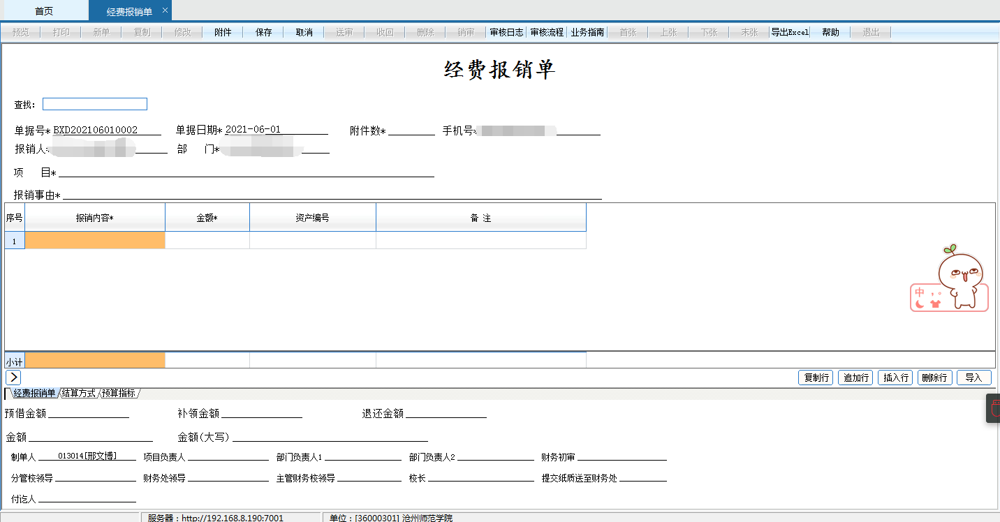 首页 经费报销单 ×
预览 打印 新单 复制 修改 附件 保存 取消 送审 收回 删除 销审 审核日志 审核流程 业务指南 首张 上张 下张 末张 导出Excel 帮助 退出
经费报销单
查找:
单据号* BXD202106010002 单据日期* 2021-06-01 附件数* 手机号*
报销人* 部 门*
项 目*
报销事由*
序号 报销内容* 金额* 资产编号 备 注
1
中 ，。
小计
> 复制行 追加行 插入行 删除行 导入
经费报销单 结算方式 预算指标
预借金额 补领金额 退还金额
金额 金额(大写)
制单人 013014[邢文博] 项目负责人 部门负责人1 部门负责人2 财务初审
分管校领导 财务处领导 主管财务校领导 校长 提交纸质送至财务处
付讫人
服务器：http://192.168.8.190:7001 单位：[36000301] 沧州师范学院